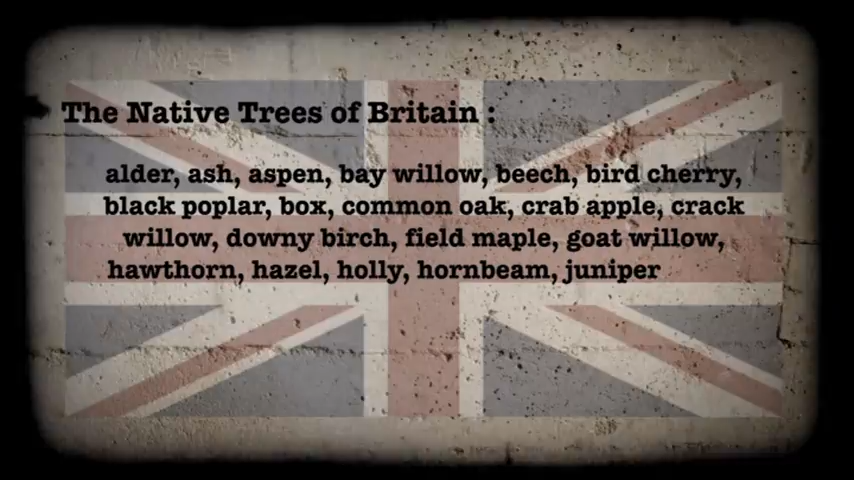 The Native Trees of Britain :
alder, ash, aspen, bay willow, beech, bird cherry,
black poplar, box, common oak, crab apple, crack
willow, downy birch, field maple, goat willow,
hawthorn, hazel, holly, hornbeam, juniper